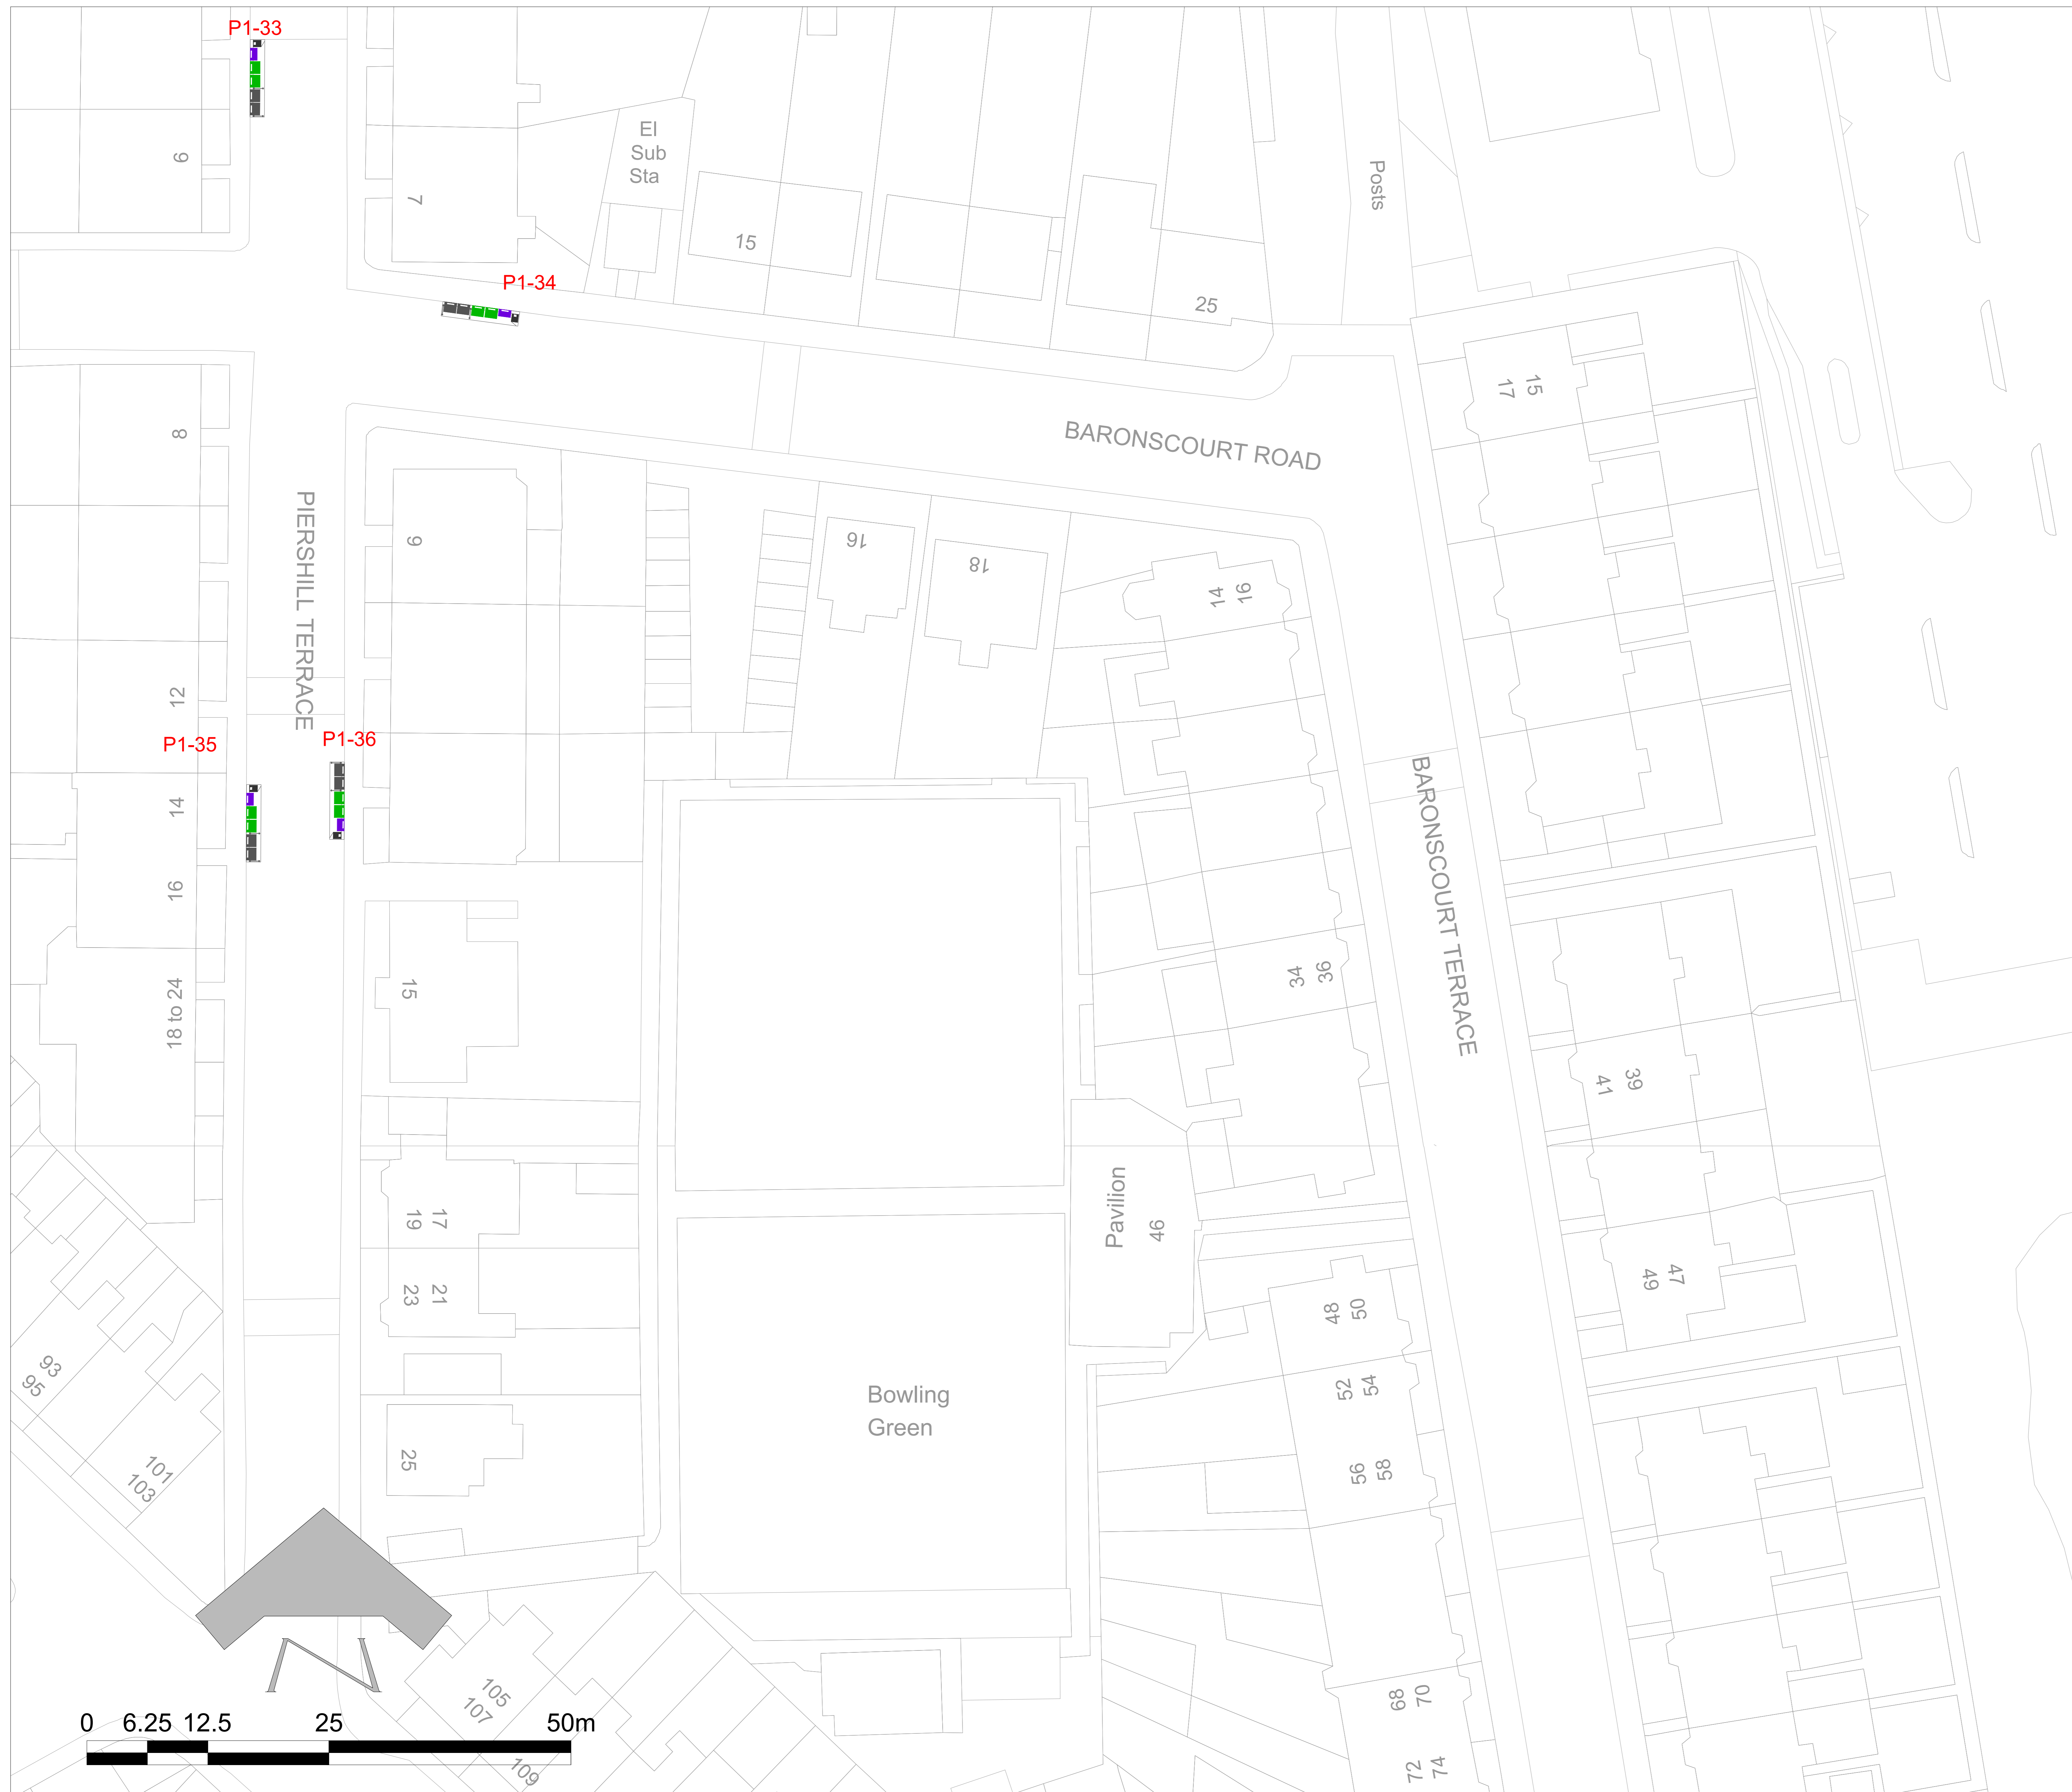 P1-33
El
Sub
Sta
Posts
6
7
15
P1-34
25
15
17
BARONSCOURT ROAD
8
PIERSHILL TERRACE
9
16
18
16
14
12
P1-35
P1-36
14
16
BARONSCOURT TERRACE
34
36
15
18 to 24
39
41
Pavilion
46
17
19
21
23
47
49
48
50
93
95
52
54
Bowling
Green
25
56
58
101
103
105
107
68
70
0 6.25 12.5 25 50m
109
72
74